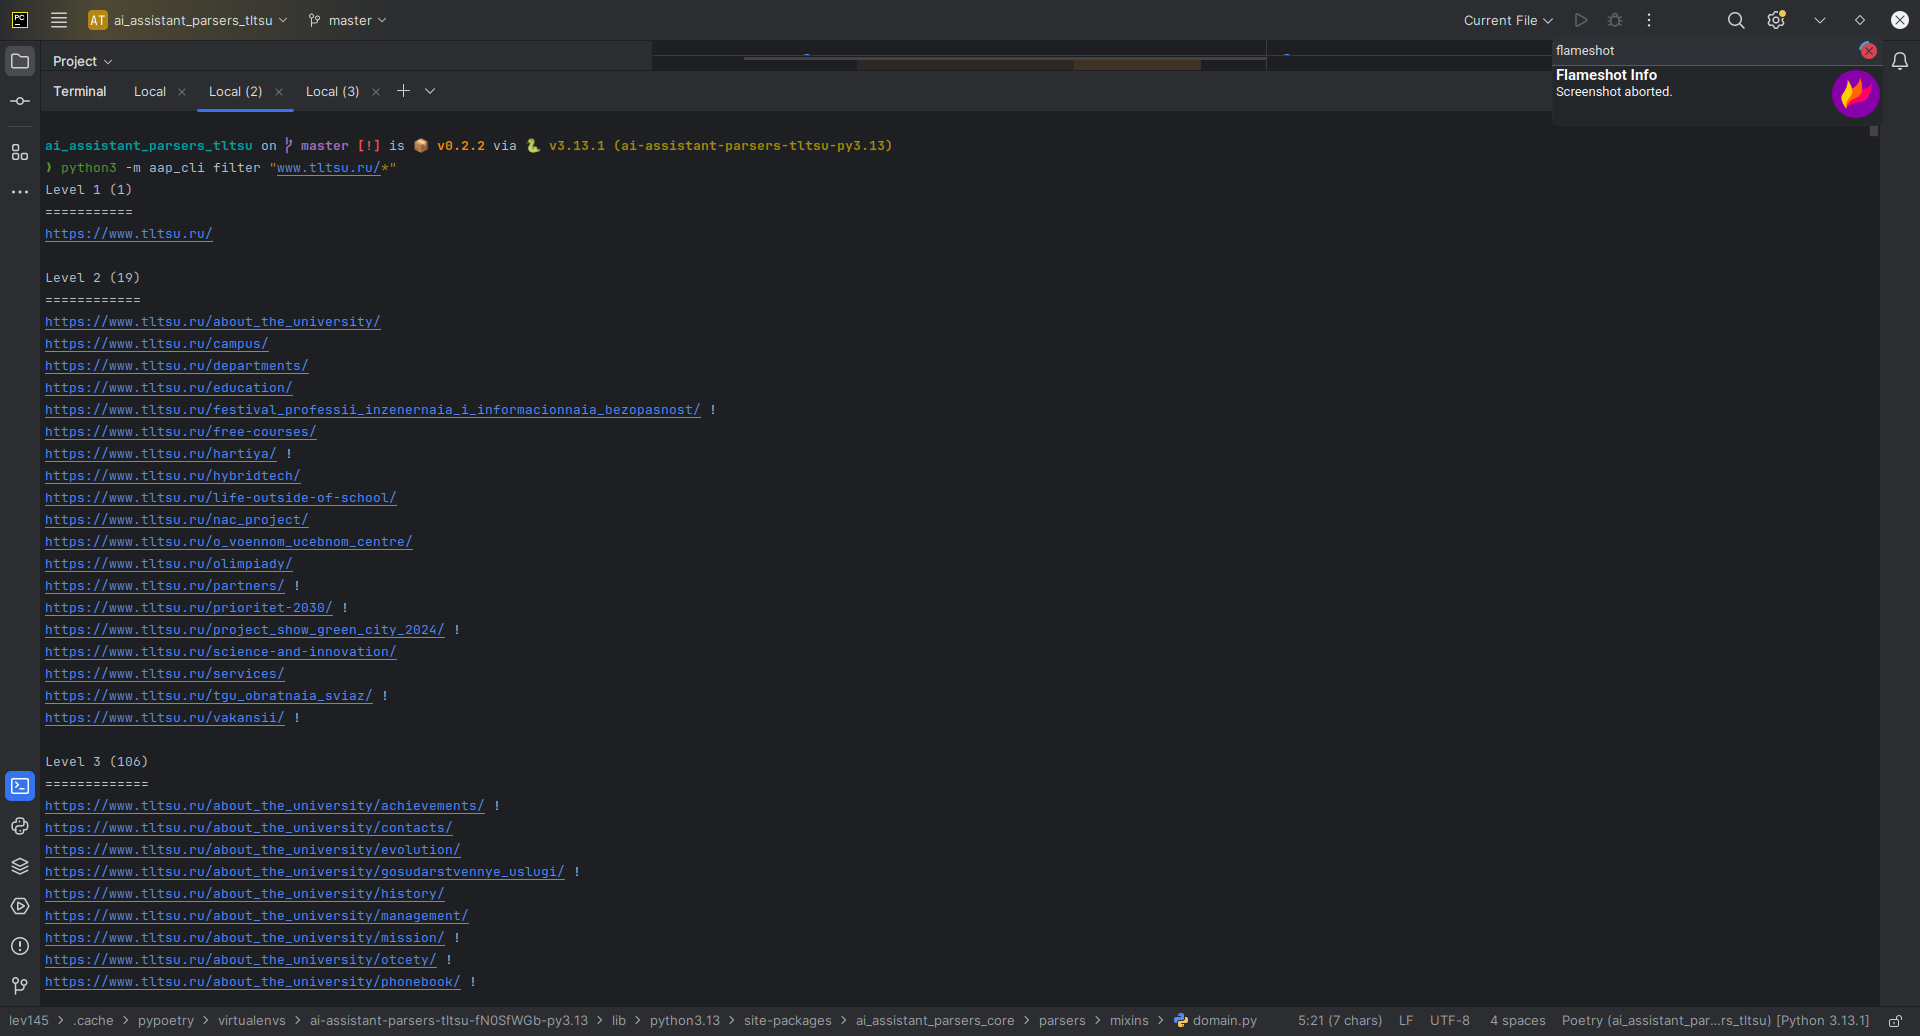 PC
AT ai_assistant_parsers_tltsu master Current File
flameshot
Flameshot Info
Screenshot aborted.
Project
Terminal Local Local (2) Local (3)
ai_assistant_parsers_tltsu on master [!] is 📦 v0.2.2 via 🐍 v3.13.1 (ai-assistant-parsers-tltsu-py3.13)
❯ python3 -m aap_cli filter "www.tltsu.ru/*"
Level 1 (1)
===========
https://www.tltsu.ru/
Level 2 (19)
============
https://www.tltsu.ru/about_the_university/
https://www.tltsu.ru/campus/
https://www.tltsu.ru/departments/
https://www.tltsu.ru/education/
https://www.tltsu.ru/festival_professii_inzenernaia_i_informacionnaia_bezopasnost/ !
https://www.tltsu.ru/free-courses/
https://www.tltsu.ru/hartiya/ !
https://www.tltsu.ru/hybridtech/
https://www.tltsu.ru/life-outside-of-school/
https://www.tltsu.ru/nac_project/
https://www.tltsu.ru/o_voennom_ucebnom_centre/
https://www.tltsu.ru/olimpiady/
https://www.tltsu.ru/partners/ !
https://www.tltsu.ru/prioritet-2030/ !
https://www.tltsu.ru/project_show_green_city_2024/ !
https://www.tltsu.ru/science-and-innovation/
https://www.tltsu.ru/services/
https://www.tltsu.ru/tgu_obratnaia_sviaz/ !
https://www.tltsu.ru/vakansii/ !
Level 3 (106)
=============
https://www.tltsu.ru/about_the_university/achievements/ !
https://www.tltsu.ru/about_the_university/contacts/
https://www.tltsu.ru/about_the_university/evolution/
https://www.tltsu.ru/about_the_university/gosudarstvennye_uslugi/ !
https://www.tltsu.ru/about_the_university/history/
https://www.tltsu.ru/about_the_university/management/
https://www.tltsu.ru/about_the_university/mission/ !
https://www.tltsu.ru/about_the_university/otcety/ !
https://www.tltsu.ru/about_the_university/phonebook/ !
lev145 > .cache > pypoetry > virtualenvs > ai-assistant-parsers-tltsu-fN0SfWGb-py3.13 > lib > python3.13 > site-packages > ai_assistant_parsers_core > parsers > mixins > domain.py 5:21 (7 chars) LF UTF-8 4 spaces Poetry (ai_assistant_par...rs_tltsu) [Python 3.13.1]